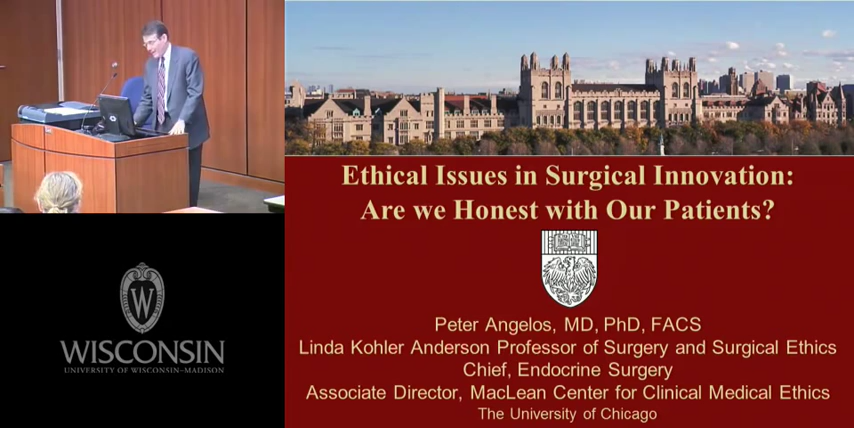 Ethical Issues in Surgical Innovation:
Are we Honest with Our Patients?
Peter Angelos, MD, PhD, FACS
Linda Kohler Anderson Professor of Surgery and Surgical Ethics
Chief, Endocrine Surgery
Associate Director, MacLean Center for Clinical Medical Ethics
The University of Chicago
W
WISCONSIN
UNIVERSITY OF WISCONSIN–MADISON